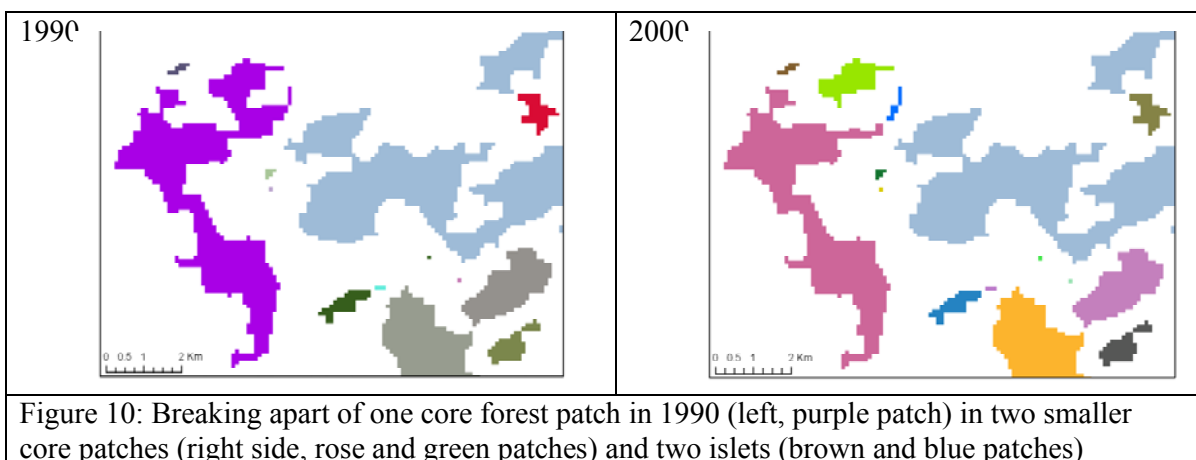 1990
2000
0 0.5 1 2 Km
0 0.5 1 2 Km
Figure 10: Breaking apart of one core forest patch in 1990 (left, purple patch) in two smaller
core patches (right side, rose and green patches) and two islets (brown and blue patches)